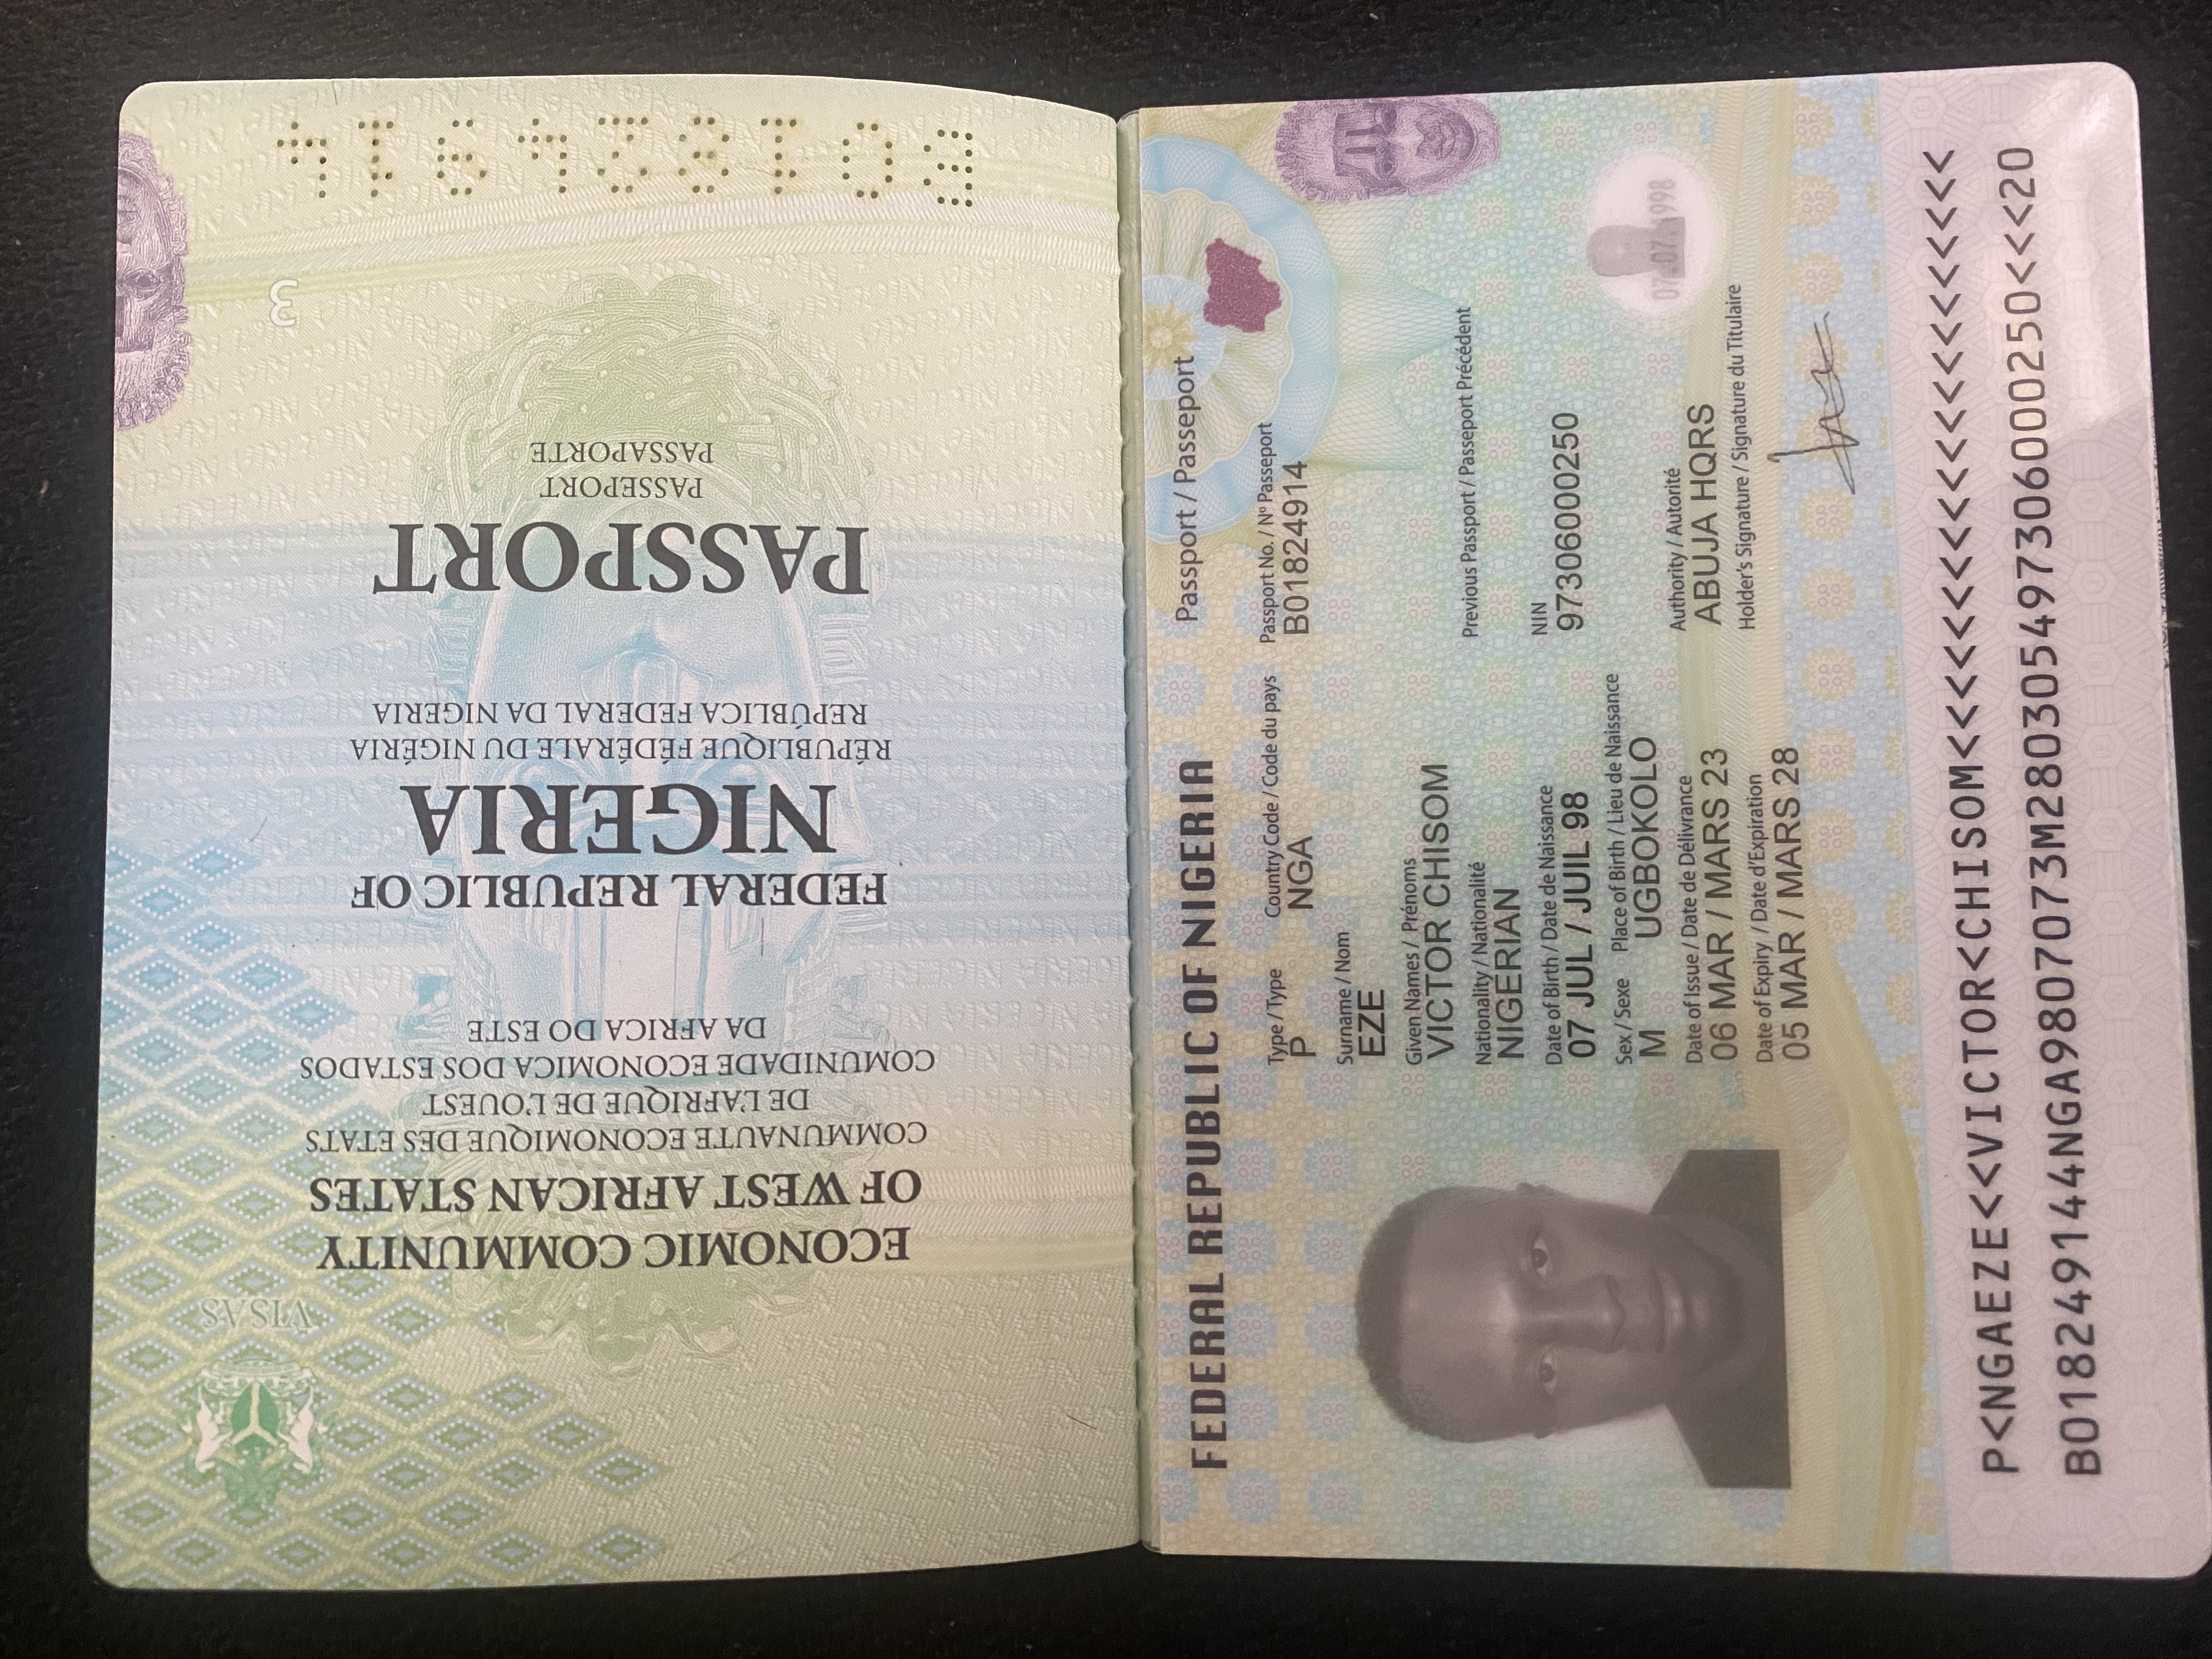 B01824914
3
PASSPORT
PASSEPORT
PASSAPORTE
FEDERAL REPUBLIC OF
NIGERIA
RÉPUBLIQUE FÉDÉRALE DU NIGÉRIA
REPÚBLICA FEDERAL DA NIGERIA
ECONOMIC COMMUNITY
OF WEST AFRICAN STATES
COMMUNAUTE ECONOMIQUE DES ETATS
DE L'AFRIQUE DE L'OUEST
COMUNIDADE ECONOMICA DOS ESTADOS
DA AFRICA DO ESTE
VISAS
FEDERAL REPUBLIC OF NIGERIA
Passport / Passeport
Type / Type
P
Country Code / Code du pays
NGA
Passport No. / Nº Passeport
B01824914
Surname / Nom
EZE
Given Names / Prénoms
VICTOR CHISOM
Nationality / Nationalité
NIGERIAN
Previous Passport / Passeport Précédent
Date of Birth / Date de Naissance
07 JUL / JUIL 98
NIN
97306000250
Sex / Sexe
M
Place of Birth / Lieu de Naissance
UGBOKOLO
Date of Issue / Date de Délivrance
06 MAR / MARS 23
Authority / Autorité
ABUJA HQRS
Date of Expiry / Date d'Expiration
05 MAR / MARS 28
Holder's Signature / Signature du Titulaire
P<NGAEZE<<VICTOR<CHISOM<<<<<<<<<<<<<<<<<<<<<
B018249144NGA9807073M280305497306000250<<<20